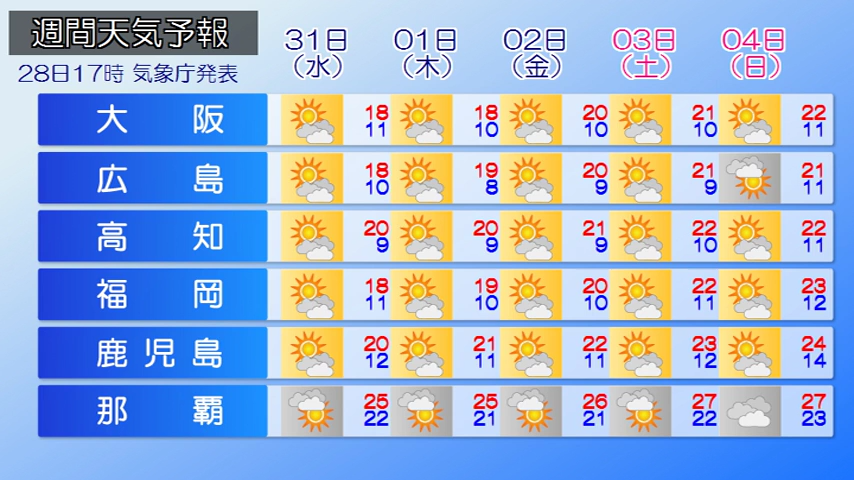 週間天気予報
28日17時 気象庁発表
31日 01日 02日 03日 04日
(水) (木) (金) (土) (日)
大阪 18 18 20 21 22
11 10 10 10 11
広島 18 19 20 21 21
10 8 9 9 11
高知 20 20 21 22 22
9 9 9 10 11
福岡 18 19 20 22 23
11 10 10 11 12
鹿児島 20 21 22 23 24
12 11 11 12 14
那覇 25 25 26 27 27
22 21 21 22 23